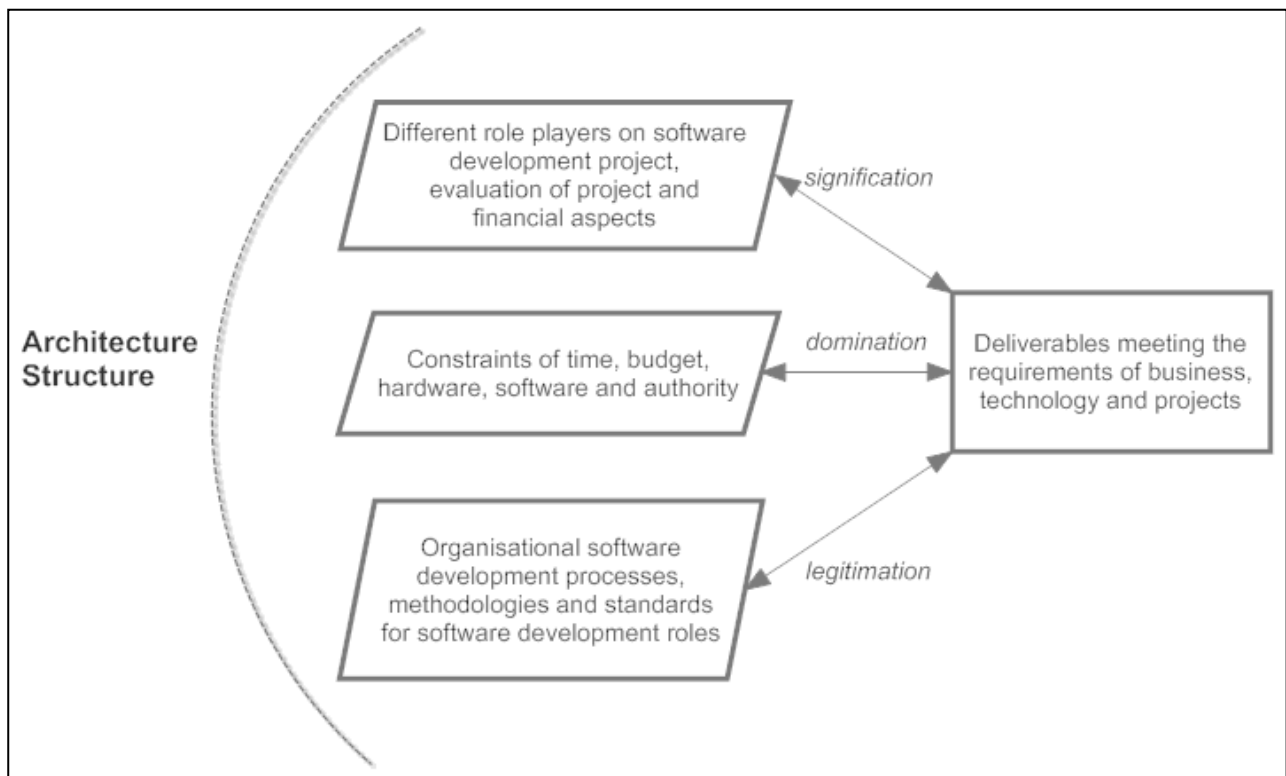 Different role players on software
development project,
evaluation of project and
financial aspects
signification
Architecture
Structure
Constraints of time, budget,
hardware, software and authority
domination
Deliverables meeting the
requirements of business,
technology and projects
Organisational software
development processes,
methodologies and standards
for software development roles
legitimation